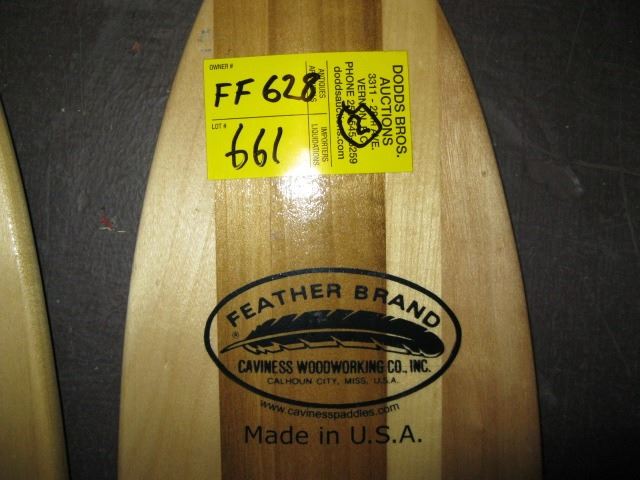 OWNER #
FF 628
LOT #
661
ANTIQUES
IMPORTERS
LIQUIDATIONS
DODDS BROS.
AUCTIONS
3311 -
AVE.
PHONE
doddsauctions.com
FEATHER BRAND
®
CAVINESS WOODWORKING CO., INC.
CALHOUN CITY, MISS. U.S.A.
www.cavinesspaddles.com
Made in U.S.A.